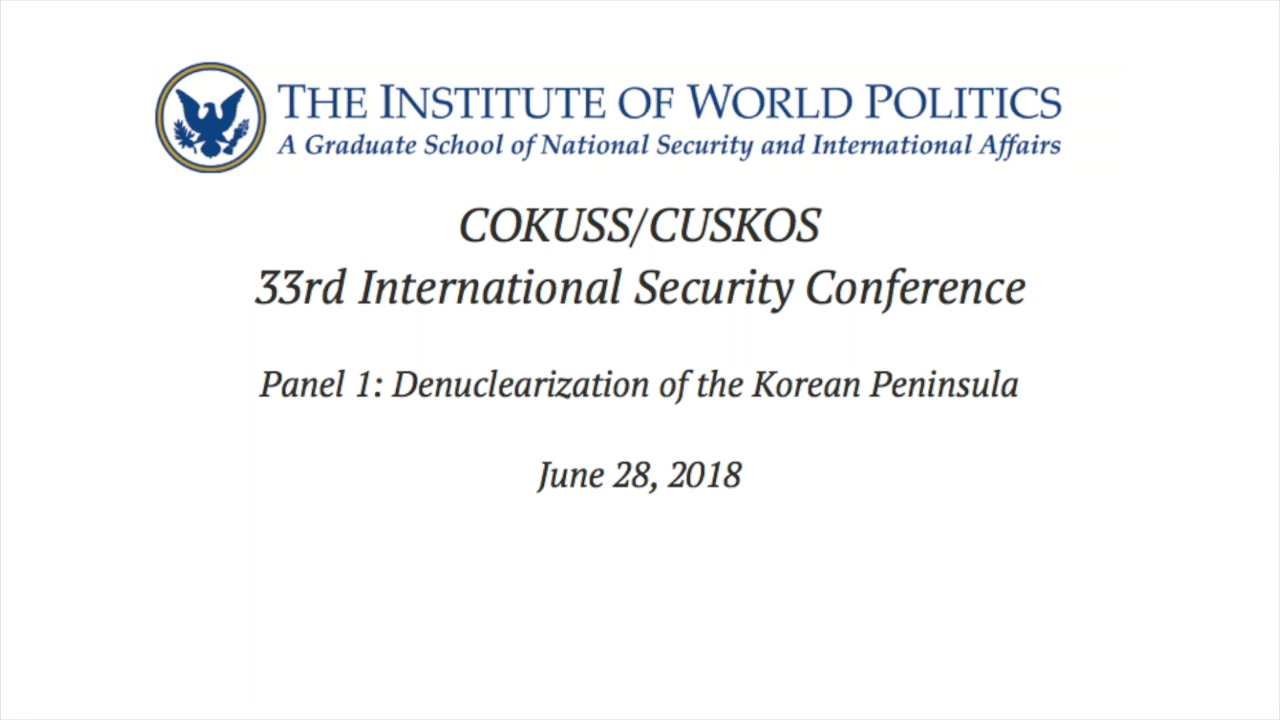 THE INSTITUTE OF WORLD POLITICS
A Graduate School of National Security and International Affairs
COKUSS/CUSKOS
33rd International Security Conference
Panel 1: Denuclearization of the Korean Peninsula
June 28, 2018